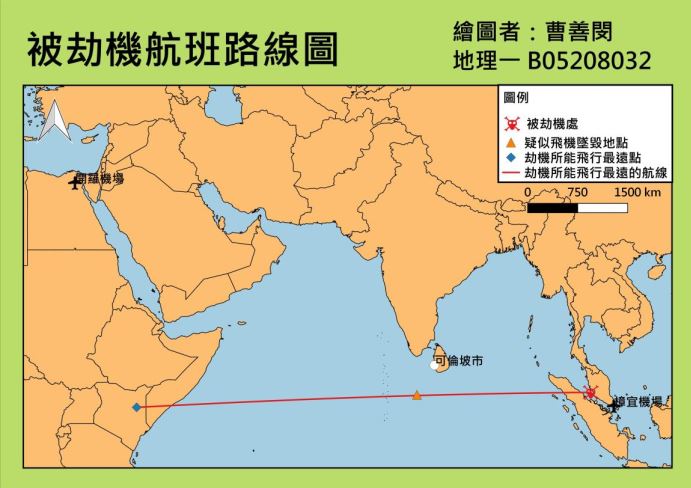 被劫機航班路線圖
繪圖者：曹善閔
地理一 B05208032
圖例
被劫機處
疑似飛機墜毀地點
劫機所能飛行最遠點
劫機所能飛行最遠的航線
0 750 1500 km
開羅機場
可倫坡市
樟宜機場